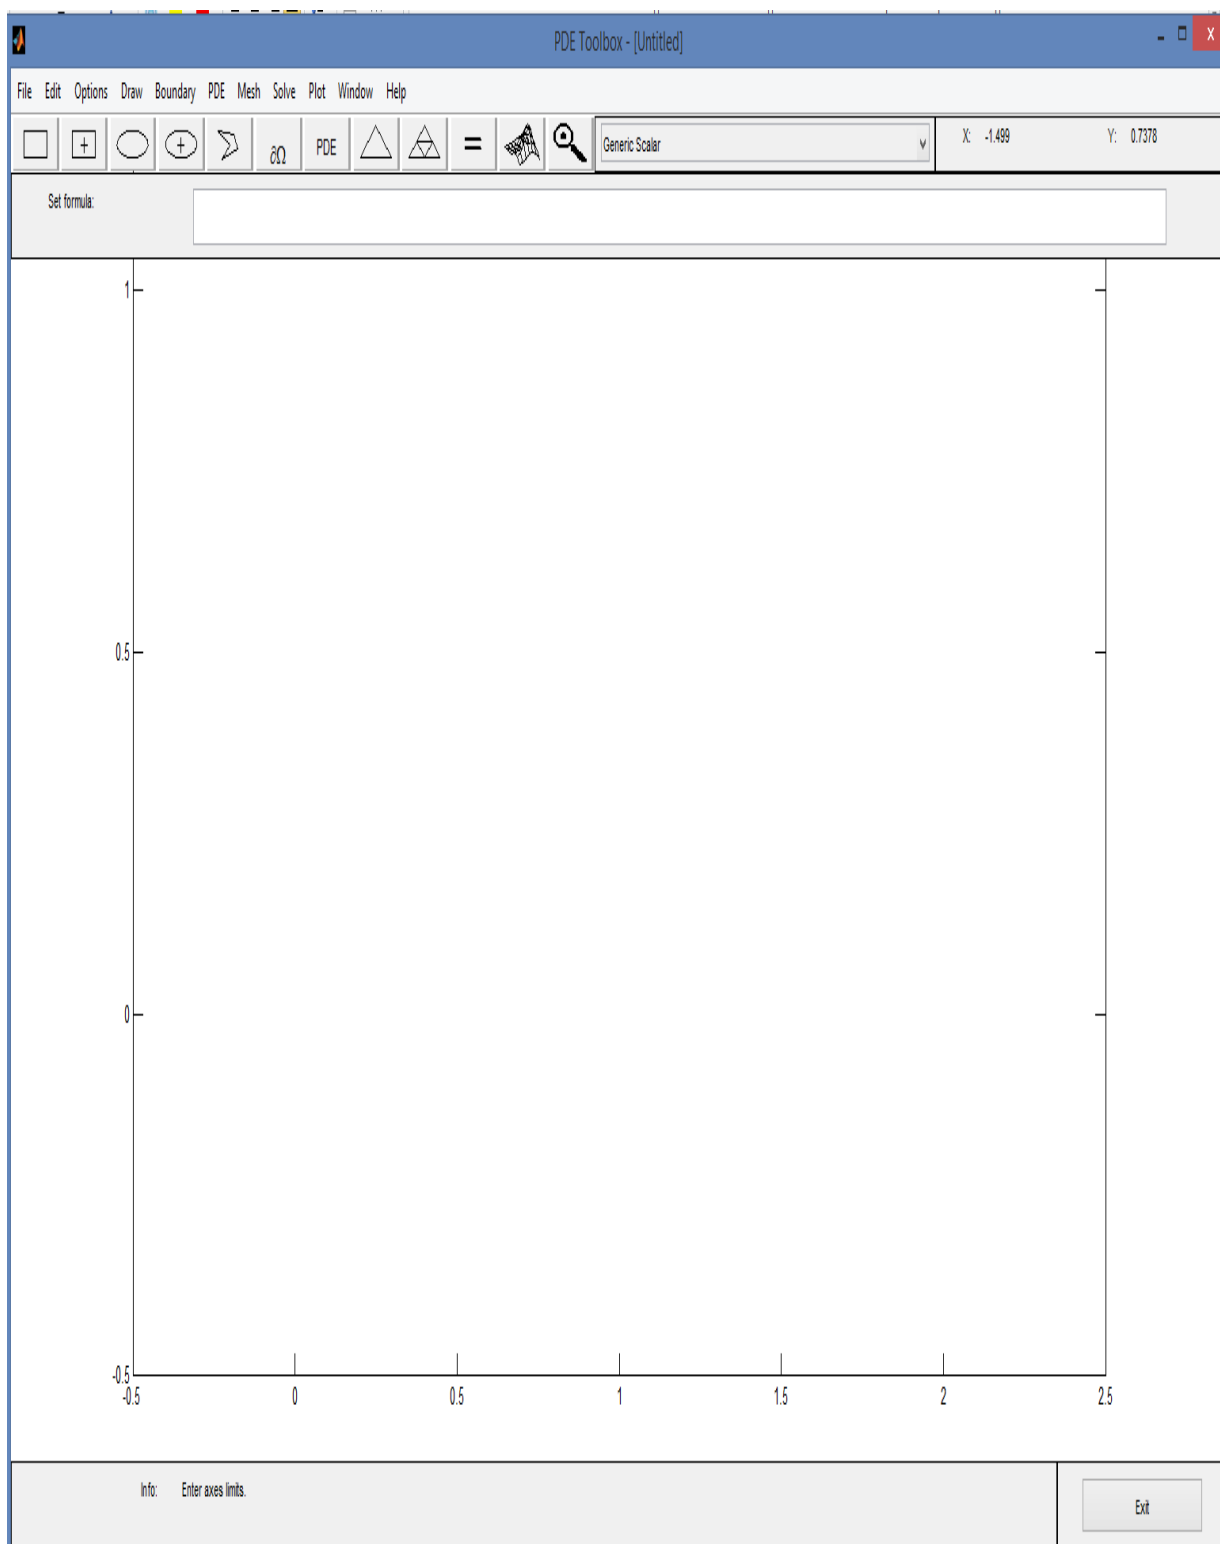 PDE Toolbox - [Untitled]
File Edit Options Draw Boundary PDE Mesh Solve Plot Window Help
∂Ω PDE = Generic Scalar X: -1.499 Y: 0.7378
Set formula:
1
0.5
0
-0.5
-0.5 0 0.5 1 1.5 2 2.5
Info: Enter axes limits.
Exit